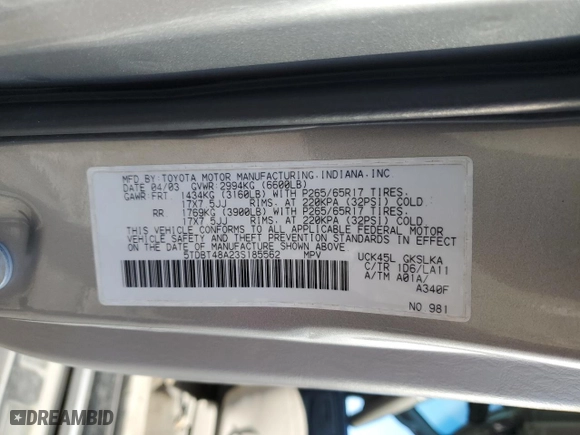 MFD BY: TOYOTA MOTOR MANUFACTURING. INDIANA. INC
DATE 04/03 GVWR 2994KG (6600LB)
GAWR: FRT 1434KG (3160LB) WITH P265/65R17 TIRES.
17X7.5JJ RIMS. AT 220KPA (32PSI) COLD
RR 1769KG (3900LB) WITH P265/65R17 TIRES.
17X7.5JJ RIMS. AT 220KPA (32PSI) COLD
THIS VEHICLE CONFORMS TO ALL APPLICABLE FEDERAL MOTOR
VEHICLE SAFETY AND THEFT PREVENTION STANDARDS IN EFFECT
ON THE DATE OF MANUFACTURE SHOWN ABOVE.
5TDBT48A23S185562 MPV
UCK45L GKSLKA
C/TR 1D6/LA11
A/TM A01A/
A340F
NO 981
DREAMBID